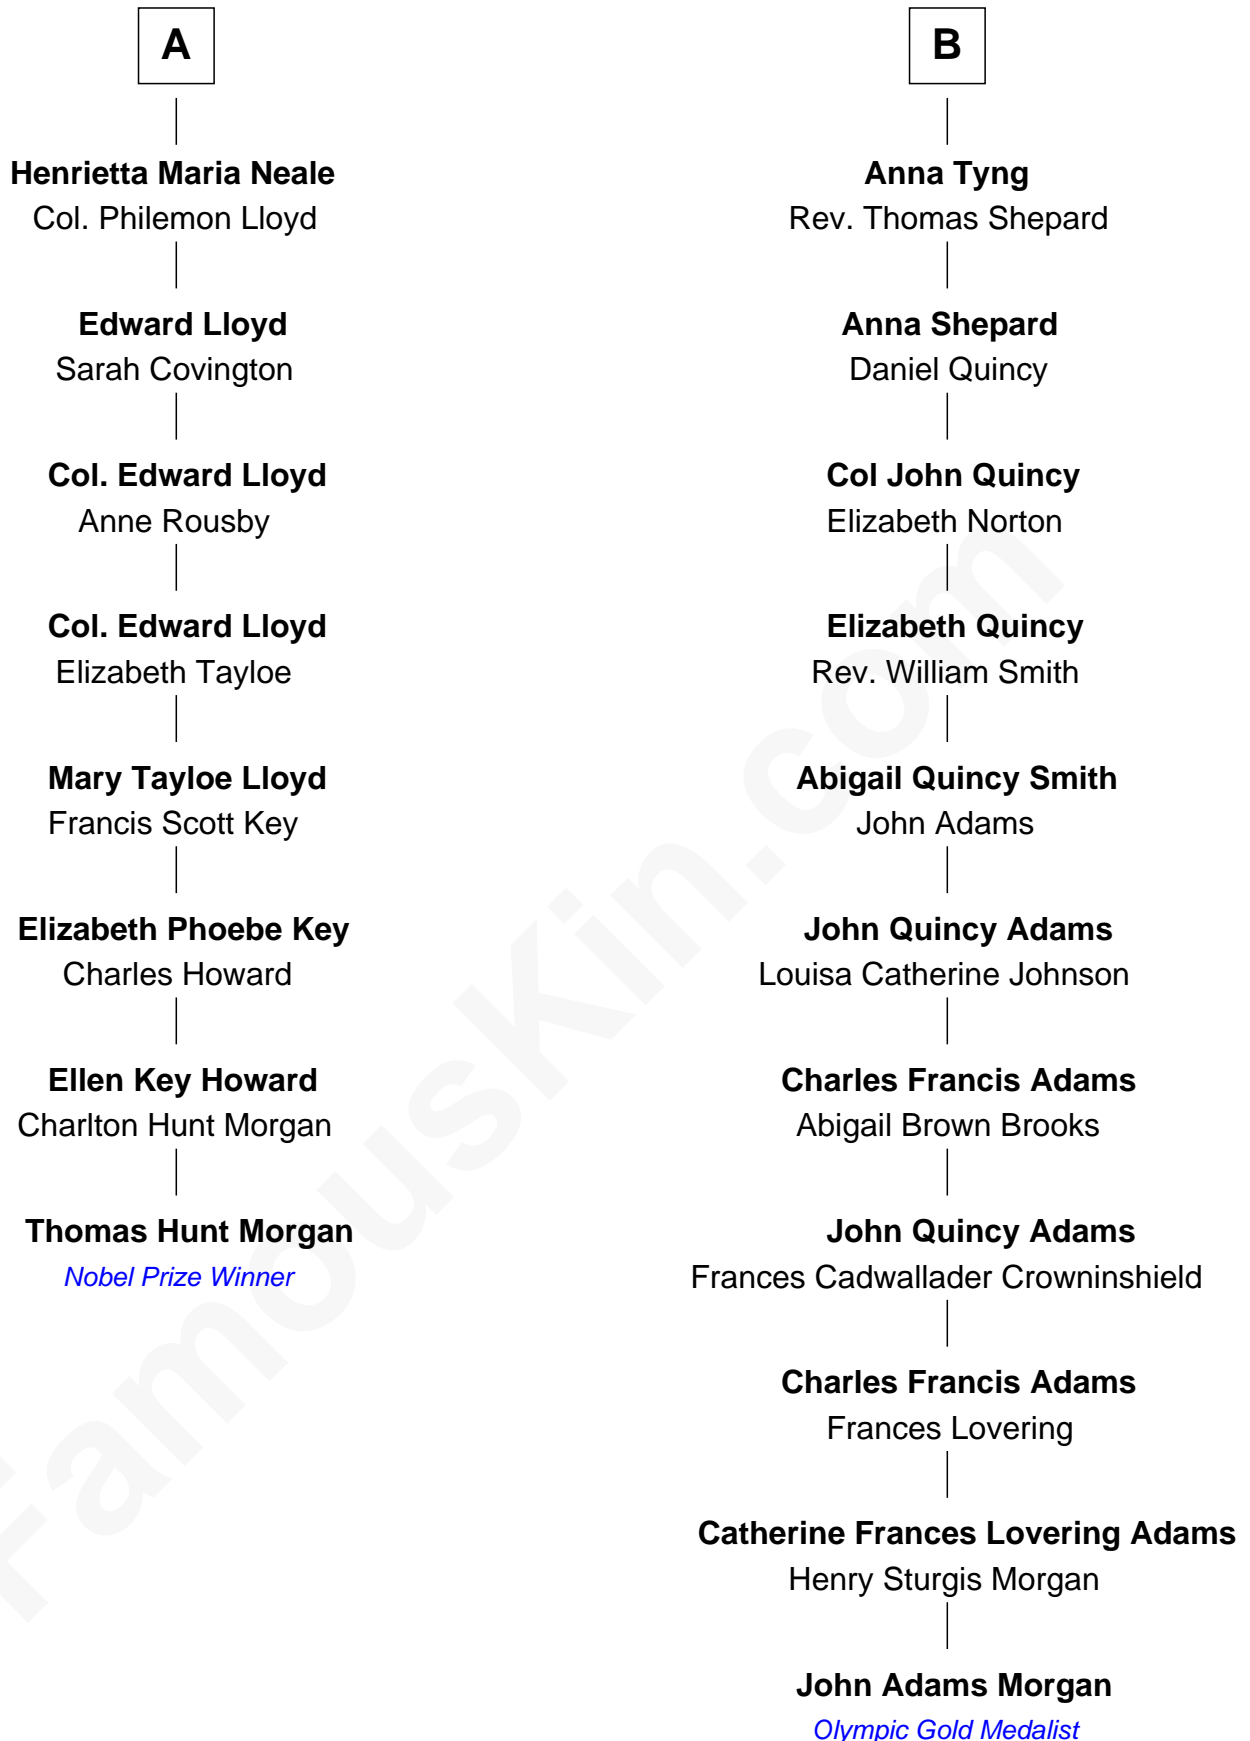 A
Henrietta Maria Neale
Col. Philemon Lloyd
Edward Lloyd
Sarah Covington
Col. Edward Lloyd
Anne Rousby
Col. Edward Lloyd
Elizabeth Tayloe
Mary Tayloe Lloyd
Francis Scott Key
Elizabeth Phoebe Key
Charles Howard
Ellen Key Howard
Charlton Hunt Morgan
Thomas Hunt Morgan
Nobel Prize Winner
B
Anna Tyng
Rev. Thomas Shepard
Anna Shepard
Daniel Quincy
Col John Quincy
Elizabeth Norton
Elizabeth Quincy
Rev. William Smith
Abigail Quincy Smith
John Adams
John Quincy Adams
Louisa Catherine Johnson
Charles Francis Adams
Abigail Brown Brooks
John Quincy Adams
Frances Cadwallader Crowninshield
Charles Francis Adams
Frances Lovering
Catherine Frances Lovering Adams
Henry Sturgis Morgan
John Adams Morgan
Olympic Gold Medalist
FamousKin.com